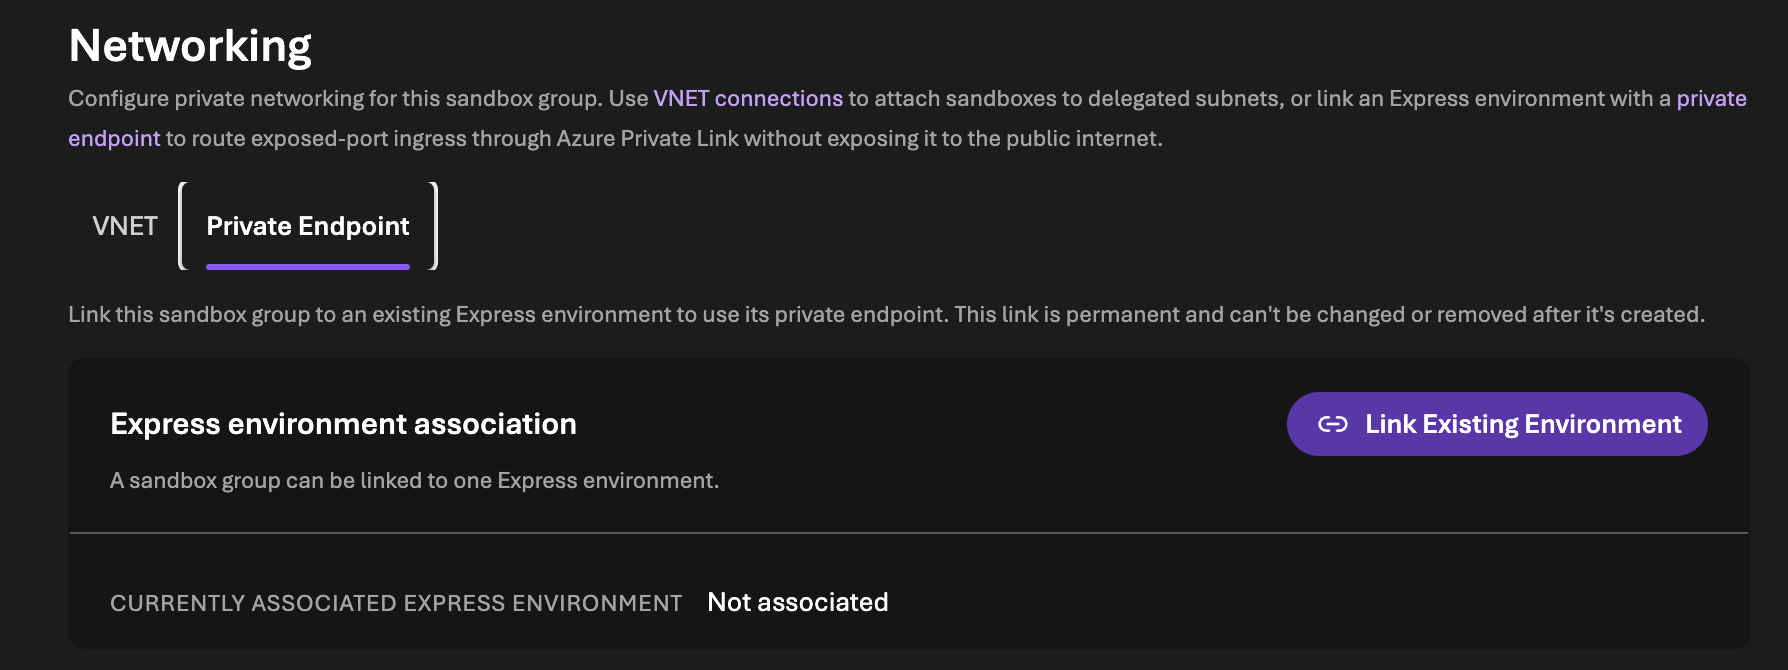 Networking
Configure private networking for this sandbox group. Use VNET connections to attach sandboxes to delegated subnets, or link an Express environment with a private
endpoint to route exposed-port ingress through Azure Private Link without exposing it to the public internet.
VNET Private Endpoint
Link this sandbox group to an existing Express environment to use its private endpoint. This link is permanent and can't be changed or removed after it's created.
Express environment association
Link Existing Environment
A sandbox group can be linked to one Express environment.
CURRENTLY ASSOCIATED EXPRESS ENVIRONMENT Not associated